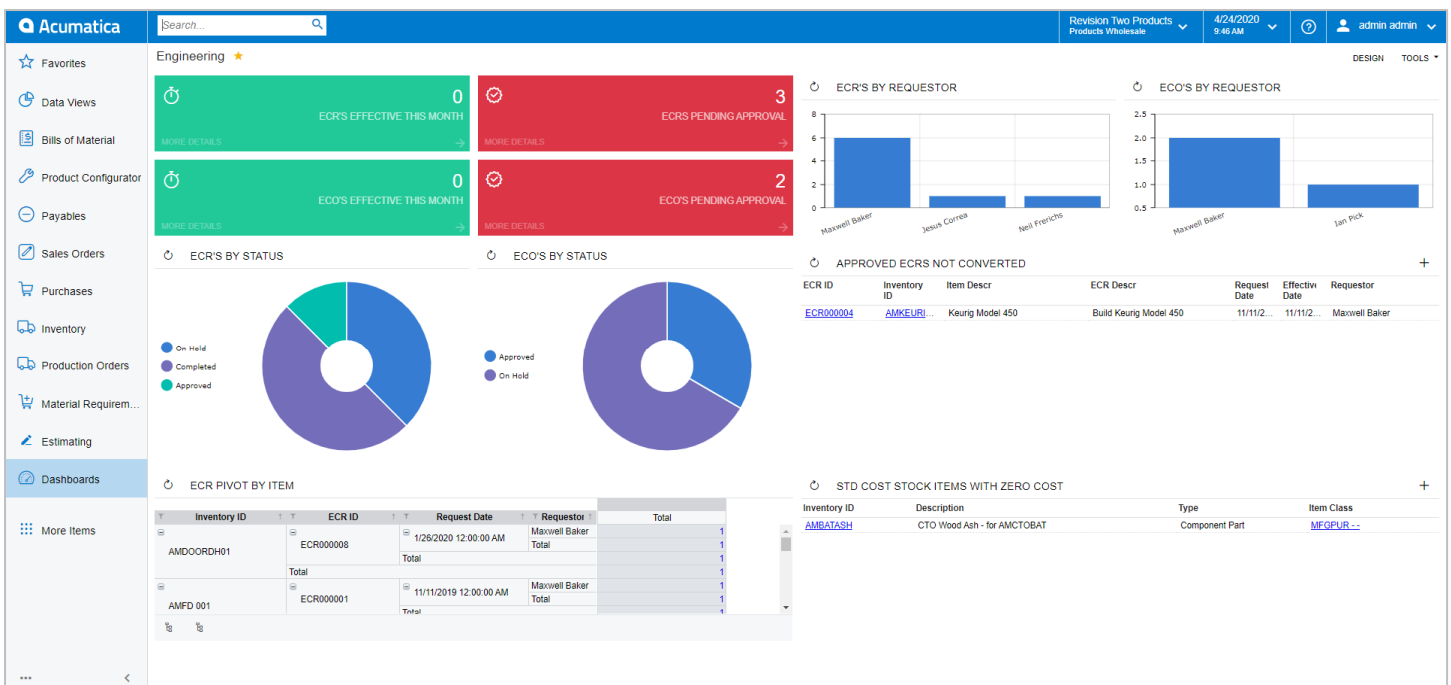 Acumatica
Search...
Revision Two Products
Products Wholesale
4/24/2020
9:46 AM
admin admin
Favorites
Data Views
Bills of Material
Product Configurator
Payables
Sales Orders
Purchases
Inventory
Production Orders
Material Requirem...
Estimating
Dashboards
More Items
Engineering
DESIGN
TOOLS
0
ECR'S EFFECTIVE THIS MONTH
MORE DETAILS
3
ECRS PENDING APPROVAL
MORE DETAILS
0
ECO'S EFFECTIVE THIS MONTH
MORE DETAILS
2
ECO'S PENDING APPROVAL
MORE DETAILS
ECR'S BY REQUESTOR
8
6
4
2
0
Maxwell Baker
Jesus Correa
Neil Frerichs
ECO'S BY REQUESTOR
2.5
2.0
1.5
1.0
0.5
Maxwell Baker
Ian Pick
ECR'S BY STATUS
On Hold
Completed
Approved
ECO'S BY STATUS
Approved
On Hold
APPROVED ECRS NOT CONVERTED
ECR ID Inventory ID Item Descr ECR Descr Request Date Effective Date Requestor
ECR000004 AMKEURI... Keurig Model 450 Build Keurig Model 450 11/11/2... 11/11/2... Maxwell Baker
ECR PIVOT BY ITEM
Inventory ID ECR ID Request Date Requestor Total
AMDOORDH01 ECR000008 1/26/2020 12:00:00 AM Maxwell Baker 1
Total 1
Total 1
Total 1
AMFD 001 ECR000001 11/11/2019 12:00:00 AM Maxwell Baker 1
Total 1
Total 1
STD COST STOCK ITEMS WITH ZERO COST
Inventory ID Description Type Item Class
AMBATASH CTO Wood Ash - for AMCTOBAT Component Part MFGPUR - -